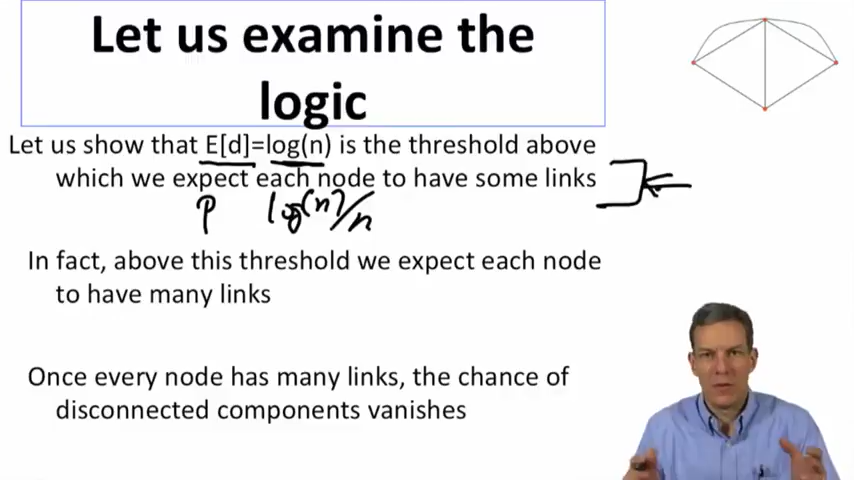 Let us examine the
logic
Let us show that E[d]=log(n) is the threshold above
which we expect each node to have some links
p log(n)/n
In fact, above this threshold we expect each node
to have many links
Once every node has many links, the chance of
disconnected components vanishes